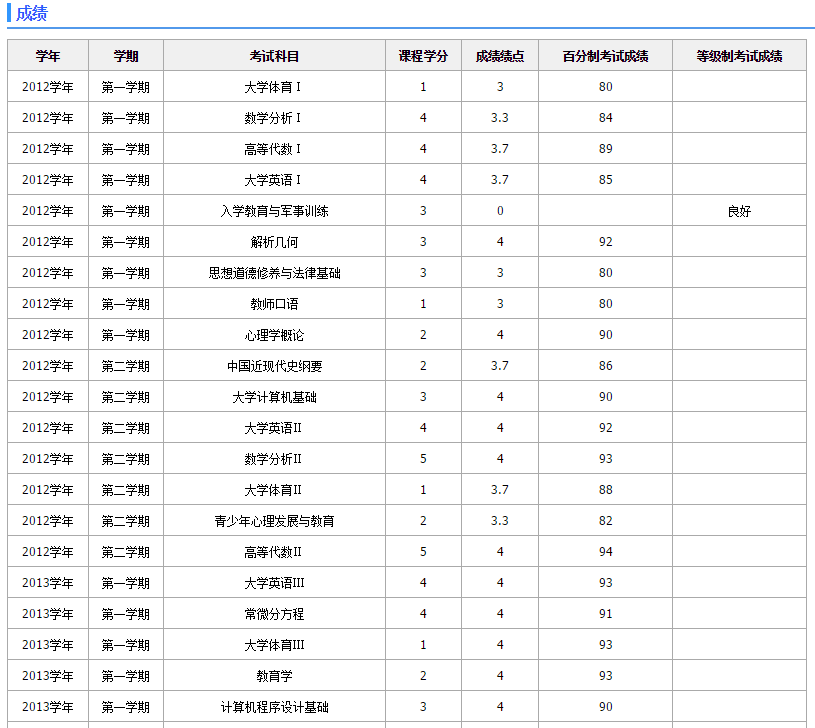 成绩
学年 学期 考试科目 课程学分 成绩绩点 百分制考试成绩 等级制考试成绩
2012学年 第一学期 大学体育 I 1 3 80
2012学年 第一学期 数学分析 I 4 3.3 84
2012学年 第一学期 高等代数 I 4 3.7 89
2012学年 第一学期 大学英语 I 4 3.7 85
2012学年 第一学期 入学教育与军事训练 3 0 良好
2012学年 第一学期 解析几何 3 4 92
2012学年 第一学期 思想道德修养与法律基础 3 3 80
2012学年 第一学期 教师口语 1 3 80
2012学年 第一学期 心理学概论 2 4 90
2012学年 第二学期 中国近现代史纲要 2 3.7 86
2012学年 第二学期 大学计算机基础 3 4 90
2012学年 第二学期 大学英语II 4 4 92
2012学年 第二学期 数学分析II 5 4 93
2012学年 第二学期 大学体育II 1 3.7 88
2012学年 第二学期 青少年心理发展与教育 2 3.3 82
2012学年 第二学期 高等代数II 5 4 94
2013学年 第一学期 大学英语III 4 4 93
2013学年 第一学期 常微分方程 4 4 91
2013学年 第一学期 大学体育III 1 4 93
2013学年 第一学期 教育学 2 4 93
2013学年 第一学期 计算机程序设计基础 3 4 90